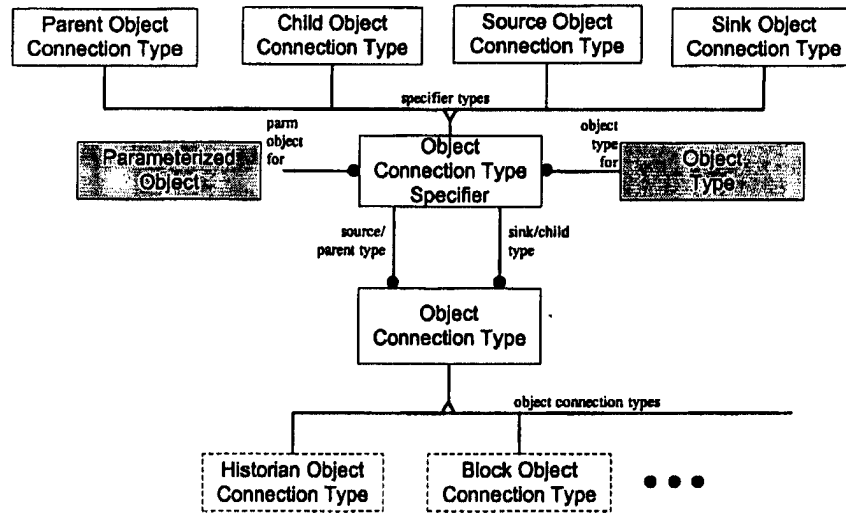 Parent Object
Connection Type
Child Object
Connection Type
Source Object
Connection Type
Sink Object
Connection Type
specifier types
parm
object
for
object
type
for
Parameterized
Object
Object
Connection Type
Specifier
Object
Type
source/
parent type
sink/child
type
Object
Connection Type
object connection types
Historian Object
Connection Type
Block Object
Connection Type